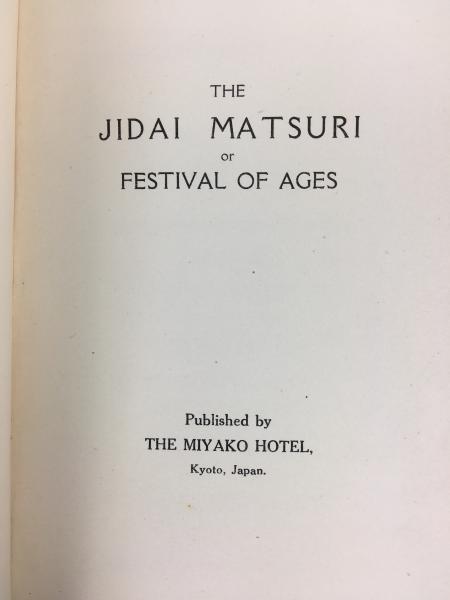 THE
JIDAI MATSURI
or
FESTIVAL OF AGES
Published by
THE MIYAKO HOTEL,
Kyoto, Japan.